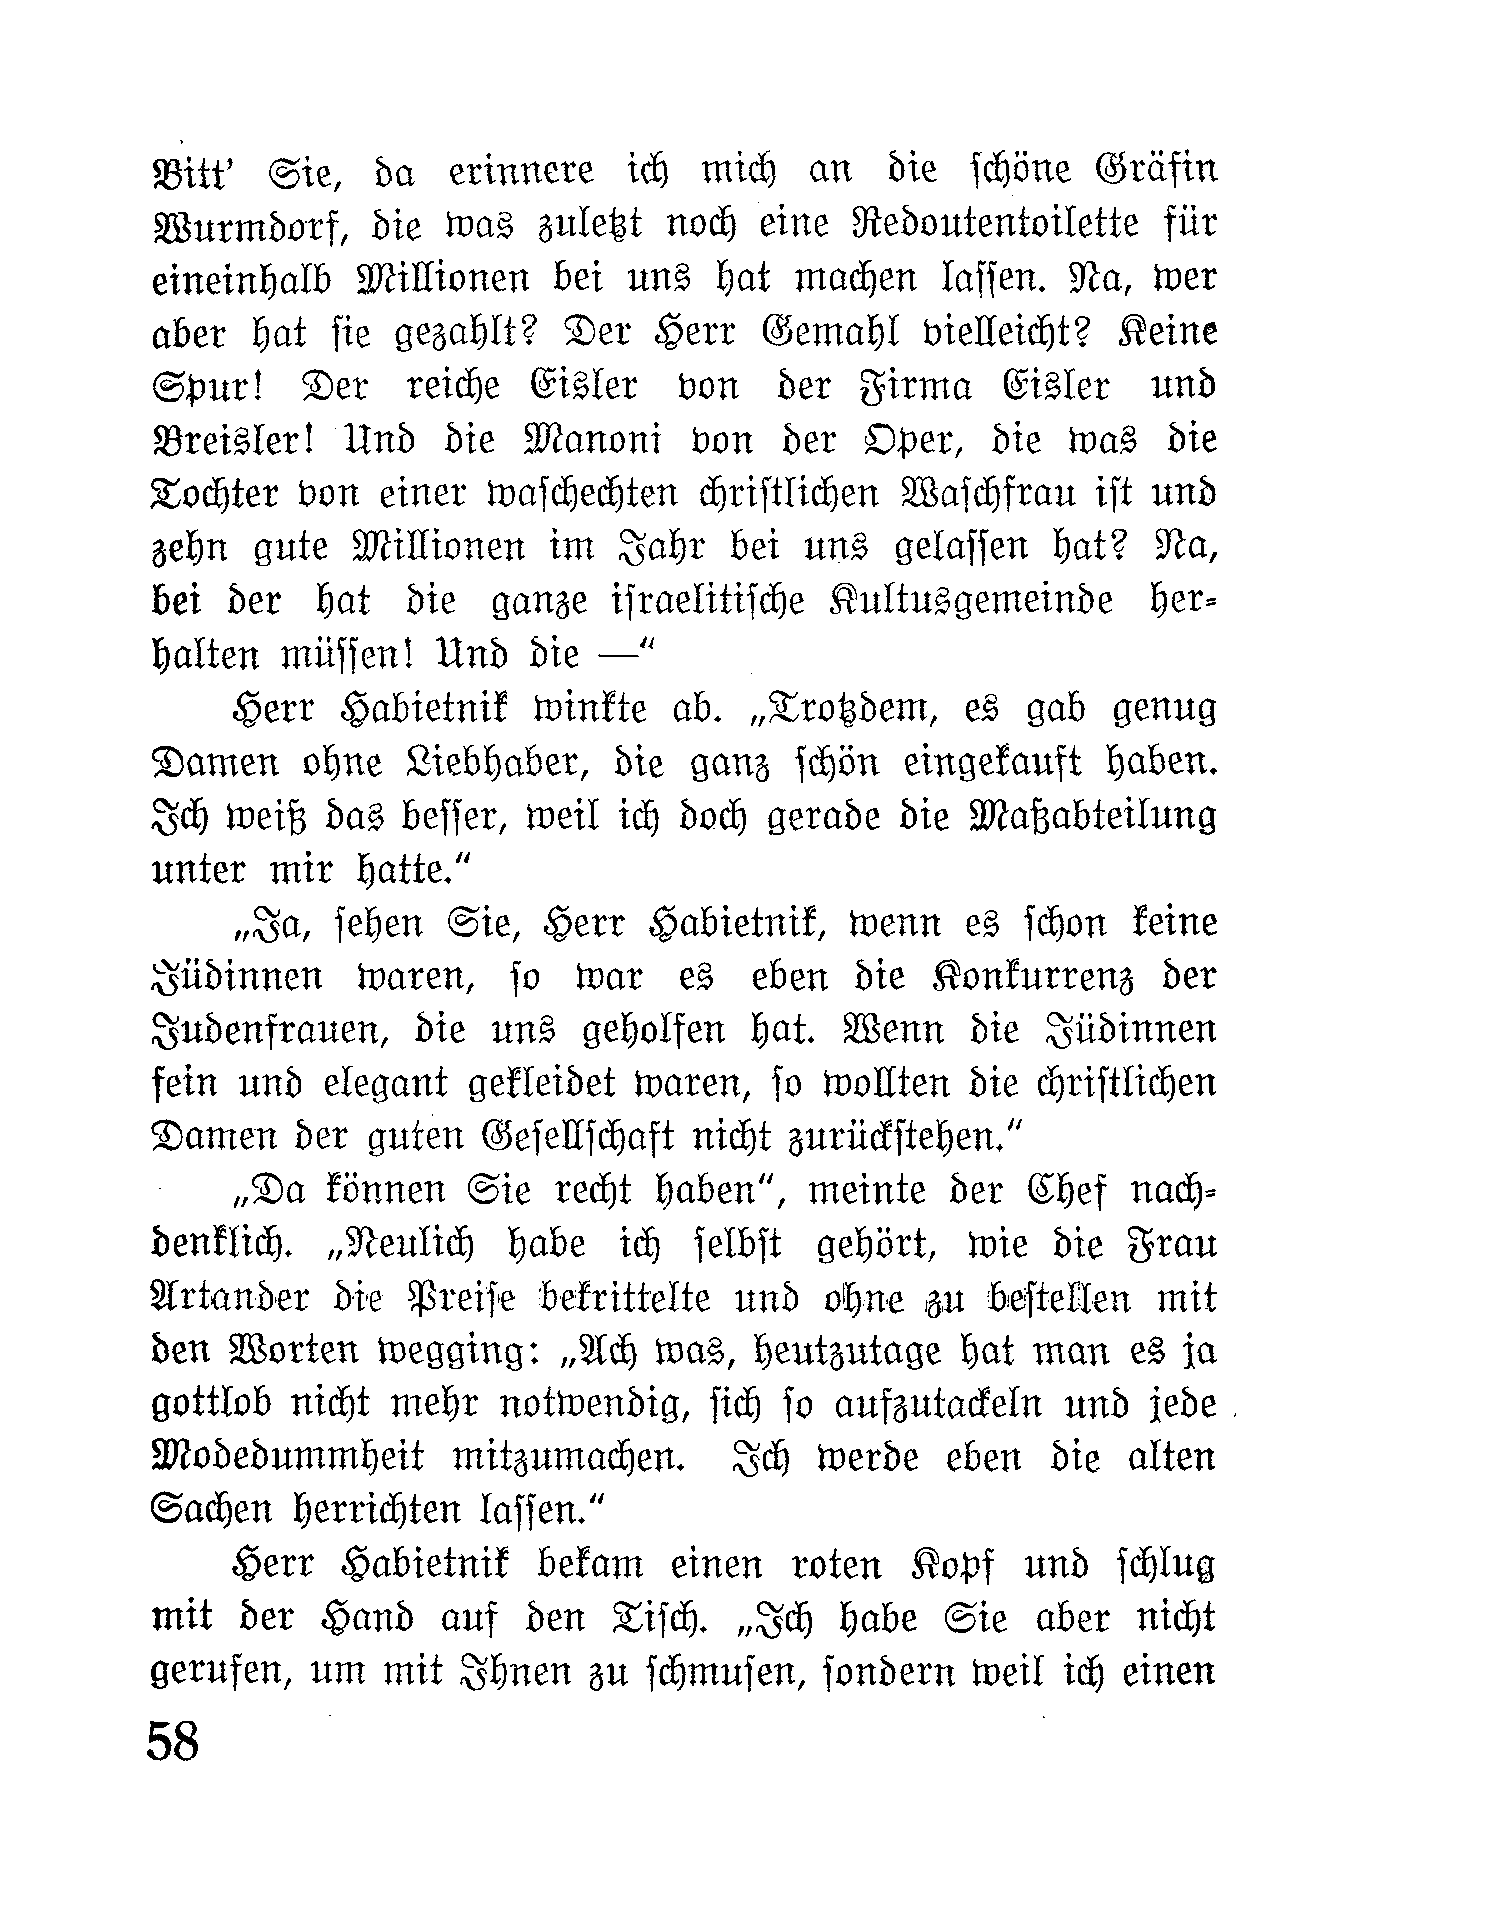 Bitt' Sie, da erinnere ich mich an die schöne Gräfin
Wurmdorf, die was zuletzt noch eine Redoutentoilette für
eineinhalb Millionen bei uns hat machen lassen. Na, wer
aber hat sie gezahlt? Der Herr Gemahl vielleicht? Keine
Spur! Der reiche Eisler von der Firma Eisler und
Breisler! Und die Manoni von der Oper, die was die
Tochter von einer waschechten christlichen Waschfrau ist und
zehn gute Millionen im Jahr bei uns gelassen hat? Na,
bei der hat die ganze israelitische Kultusgemeinde her-
halten müssen! Und die —“
Herr Habietnik winkte ab. „Trotzdem, es gab genug
Damen ohne Liebhaber, die ganz schön eingekauft haben.
Ich weiß das besser, weil ich doch gerade die Maßabteilung
unter mir hatte.“
„Ja, sehen Sie, Herr Habietnik, wenn es schon keine
Jüdinnen waren, so war es eben die Konkurrenz der
Judenfrauen, die uns geholfen hat. Wenn die Jüdinnen
fein und elegant gekleidet waren, so wollten die christlichen
Damen der guten Gesellschaft nicht zurückstehen.“
„Da können Sie recht haben“, meinte der Chef nach-
denklich. „Neulich habe ich selbst gehört, wie die Frau
Artander die Preise bekrittelte und ohne zu bestellen mit
den Worten wegging: „Ach was, heutzutage hat man es ja
gottlob nicht mehr notwendig, sich so aufzutackeln und jede
Modedummheit mitzumachen. Ich werde eben die alten
Sachen herrichten lassen.“
Herr Habietnik bekam einen roten Kopf und schlug
mit der Hand auf den Tisch. „Ich habe Sie aber nicht
gerufen, um mit Ihnen zu schmusen, sondern weil ich einen
58